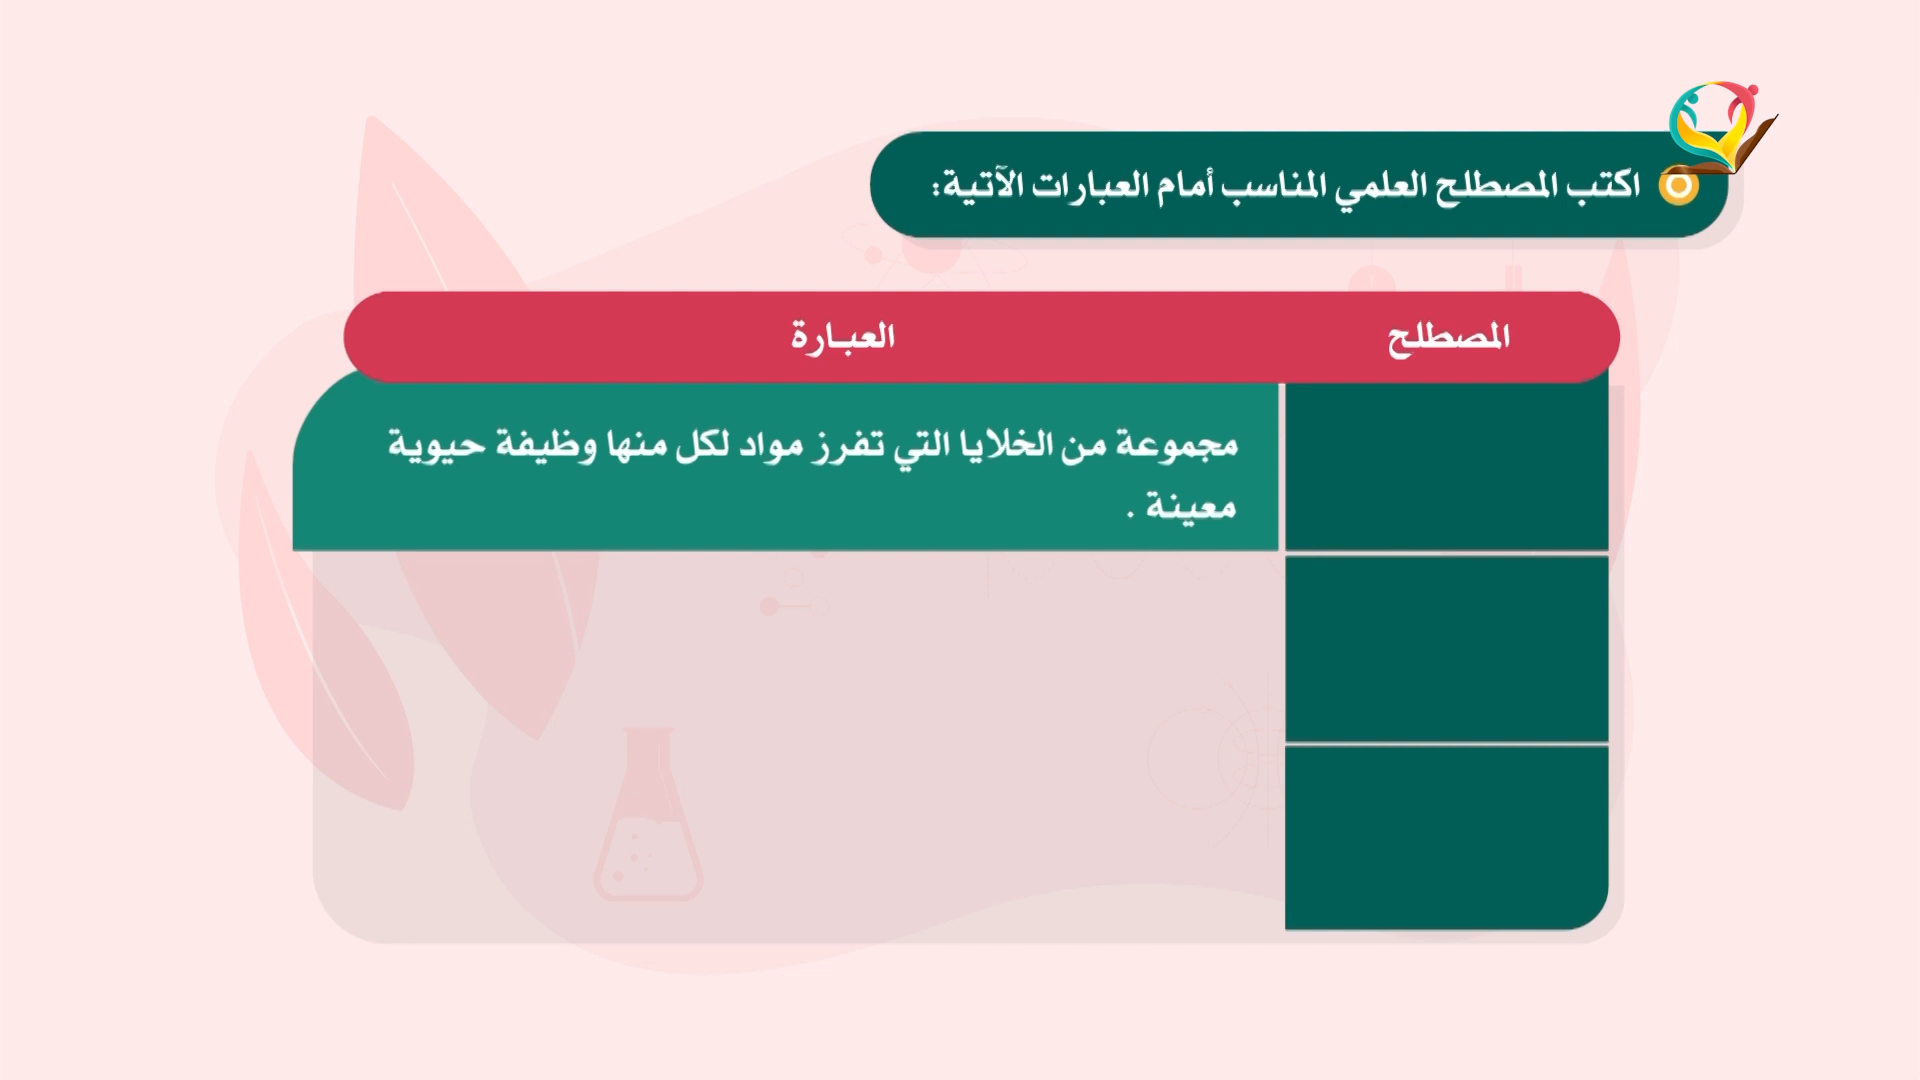 اكتب المصطلح العلمي المناسب أمام العبارات الآتية:
المصطلح
العبارة
مجموعة من الخلايا التي تفرز مواد لكل منها وظيفة حيوية
معينة .